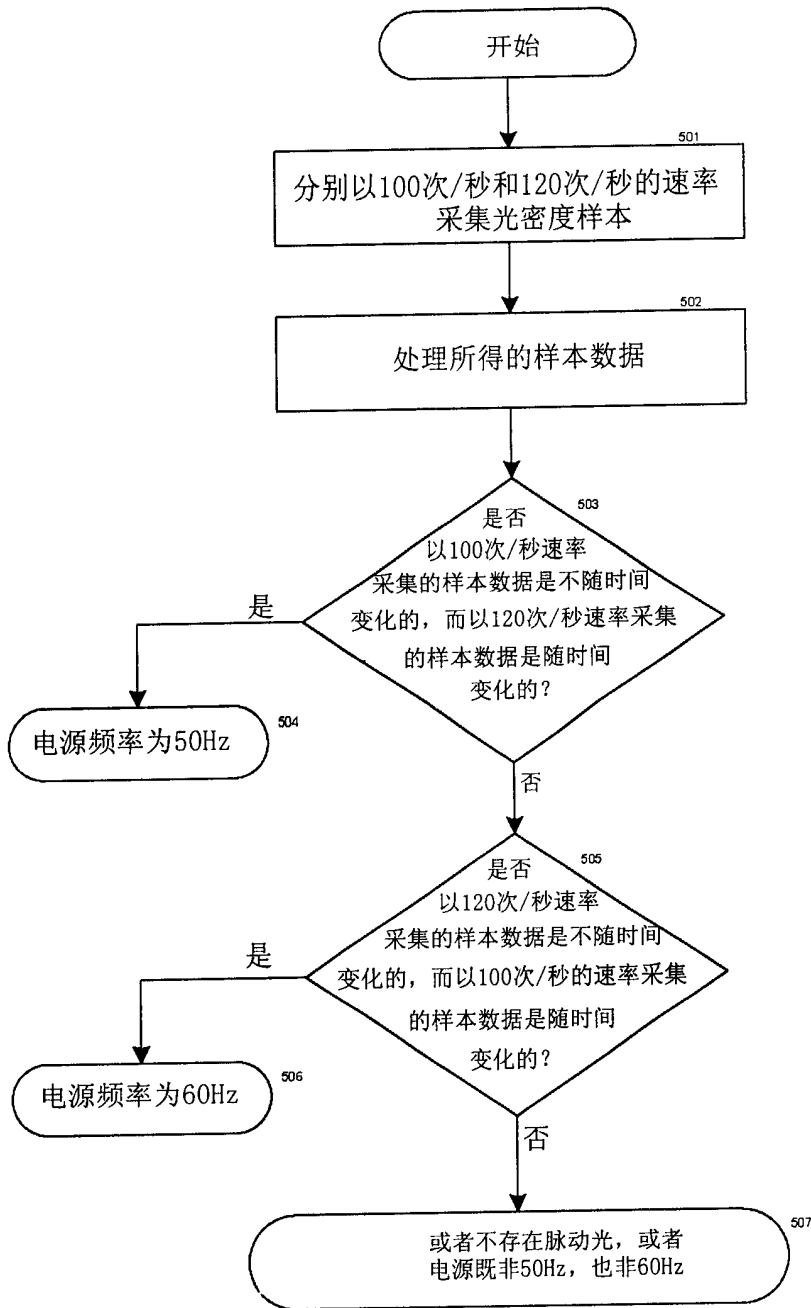 开始
501
分别以100次/秒和120次/秒的速率
采集光密度样本
502
处理所得的样本数据
503
是否
以100次/秒速率
采集的样本数据是不随时间
变化的，而以120次/秒速率采集
的样本数据是随时间
变化的？
是
504
电源频率为50Hz
否
505
是否
以120次/秒速率
采集的样本数据是不随时间
变化的，而以100次/秒的速率采集
的样本数据是随时间
变化的？
是
506
电源频率为60Hz
否
507
或者不存在脉动光，或者
电源既非50Hz，也非60Hz